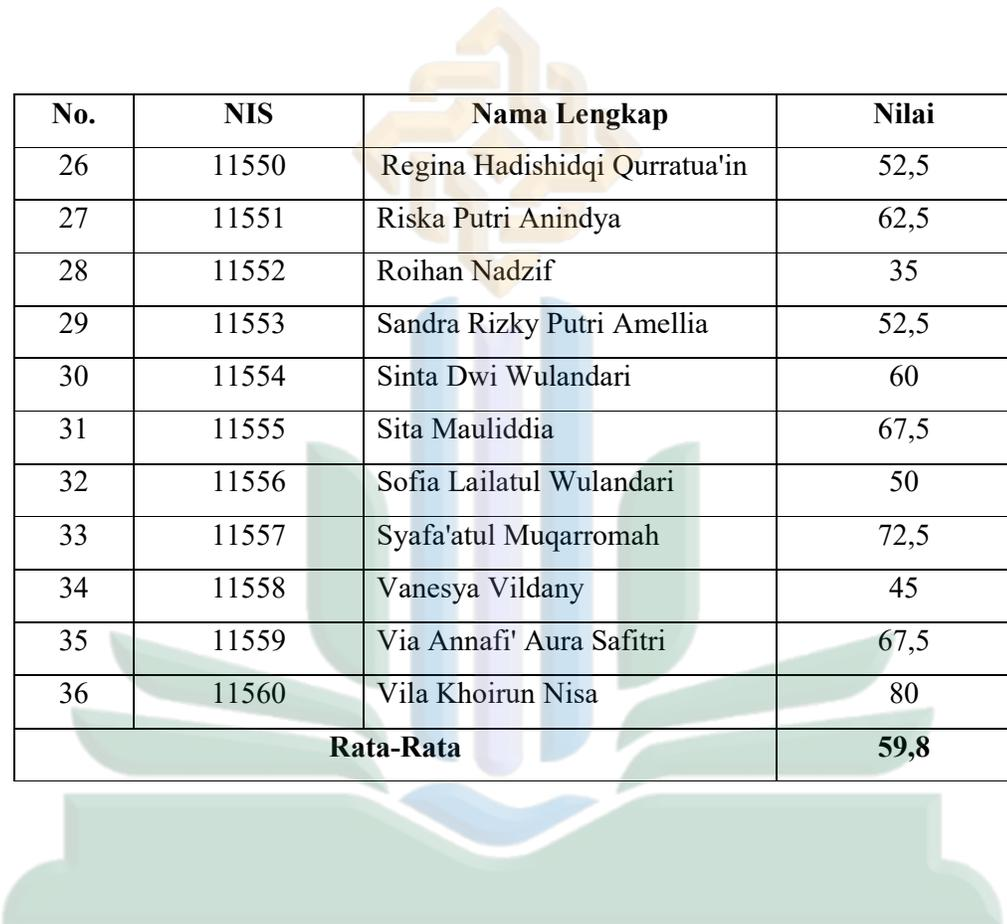 No. NIS Nama Lengkap Nilai
26 11550 Regina Hadishidqi Qurratua'in 52,5
27 11551 Riska Putri Anindya 62,5
28 11552 Roihan Nadzif 35
29 11553 Sandra Rizky Putri Amellia 52,5
30 11554 Sinta Dwi Wulandari 60
31 11555 Sita Mauliddia 67,5
32 11556 Sofia Lailatul Wulandari 50
33 11557 Syafa'atul Muqarromah 72,5
34 11558 Vanesya Vildany 45
35 11559 Via Annafi' Aura Safitri 67,5
36 11560 Vila Khoirun Nisa 80
Rata-Rata 59,8